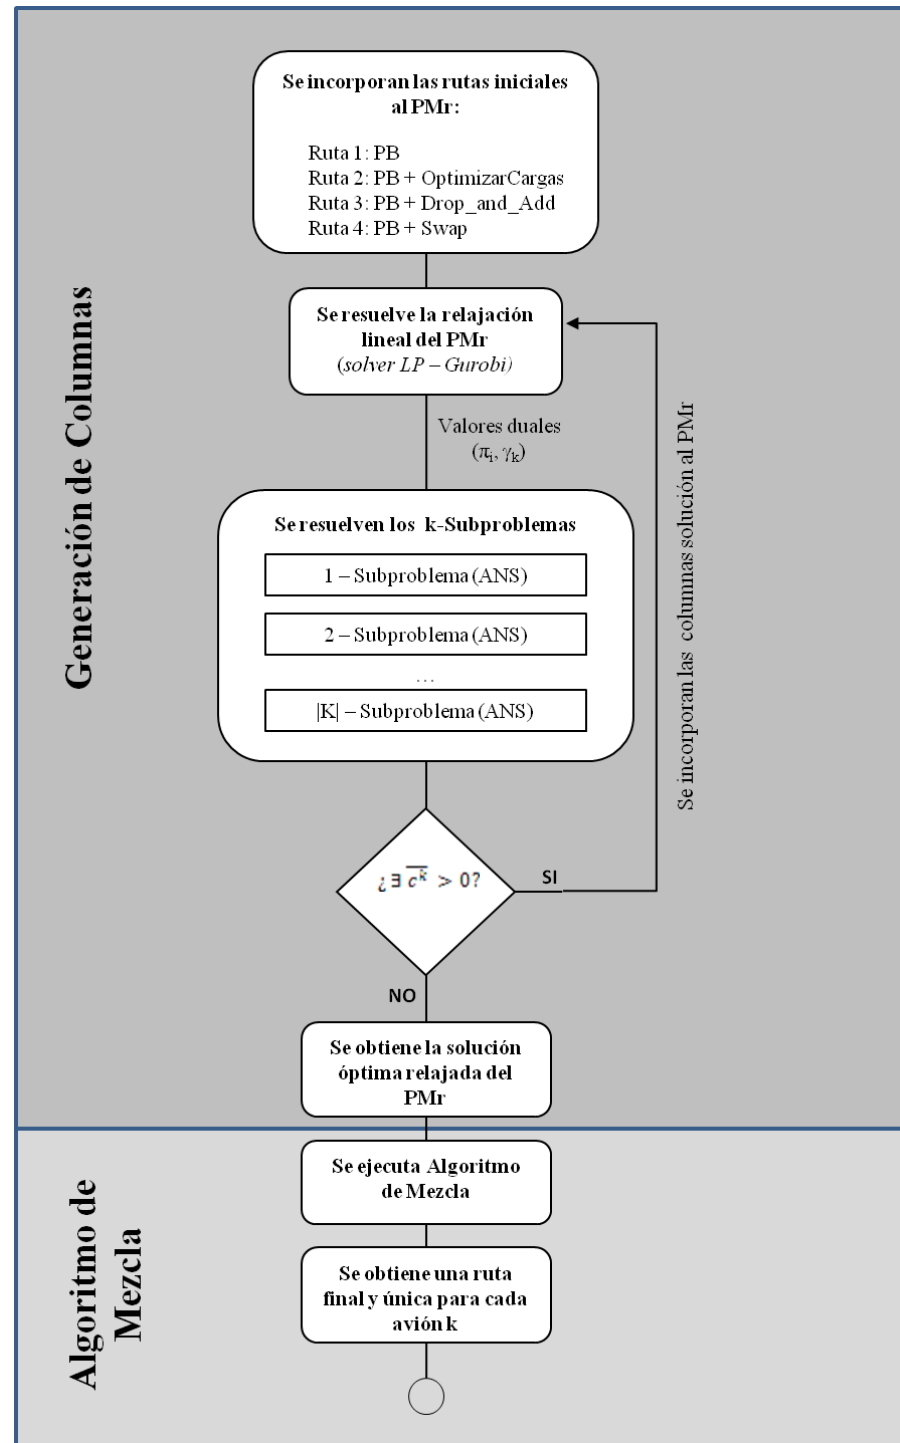 Se incorporan las rutas iniciales
al PMr:
Ruta 1: PB
Ruta 2: PB + OptimizarCargas
Ruta 3: PB + Drop_and_Add
Ruta 4: PB + Swap
Generación de Columnas
Se resuelve la relajación
lineal del PMr
(solver LP – Gurobi)
Valores duales
(πi, γk)
Se resuelven los k-Subproblemas
1 – Subproblema (ANS)
2 – Subproblema (ANS)
...
|K| – Subproblema (ANS)
Se incorporan las columnas solución al PMr
¿∃ c̅ᵏ > 0?
SI
NO
Se obtiene la solución
óptima relajada del
PMr
Algoritmo de
Mezcla
Se ejecuta Algoritmo
de Mezcla
Se obtiene una ruta
final y única para cada
avión k